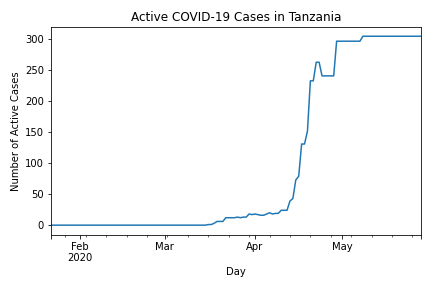 Active COVID-19 Cases in Tanzania
300
250
200
150
100
50
0
Number of Active Cases
Feb
2020
Mar
Apr
May
Day